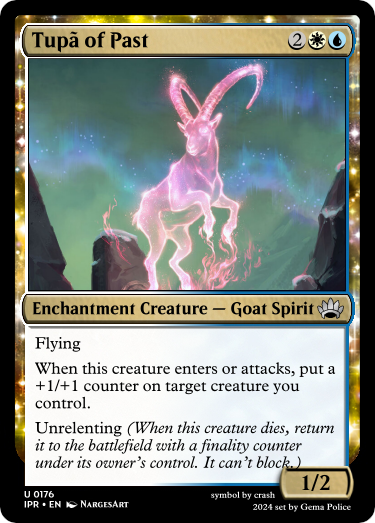 Tupã of Past 2
Enchantment Creature — Goat Spirit
Flying
When this creature enters or attacks, put a
+1/+1 counter on target creature you
control.
Unrelenting (When this creature dies, return
it to the battlefield with a finality counter
under its owner's control. It can't block.)
1/2
U 0176
IPR • EN NARGESART
symbol by crash
2024 set by Gema Police